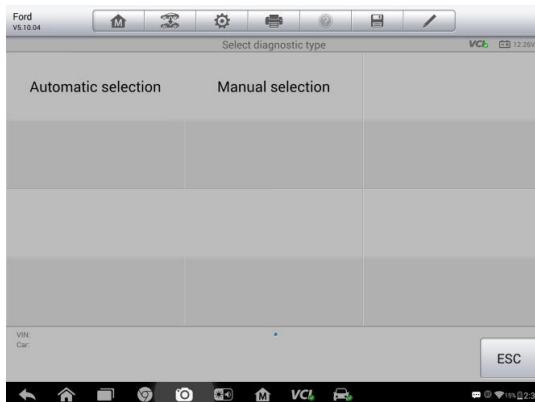 Ford
V5.10.04
M
Select diagnostic type
VCI
12.26V
Automatic selection
Manual selection
VIN:
Car:
ESC
M
VCI